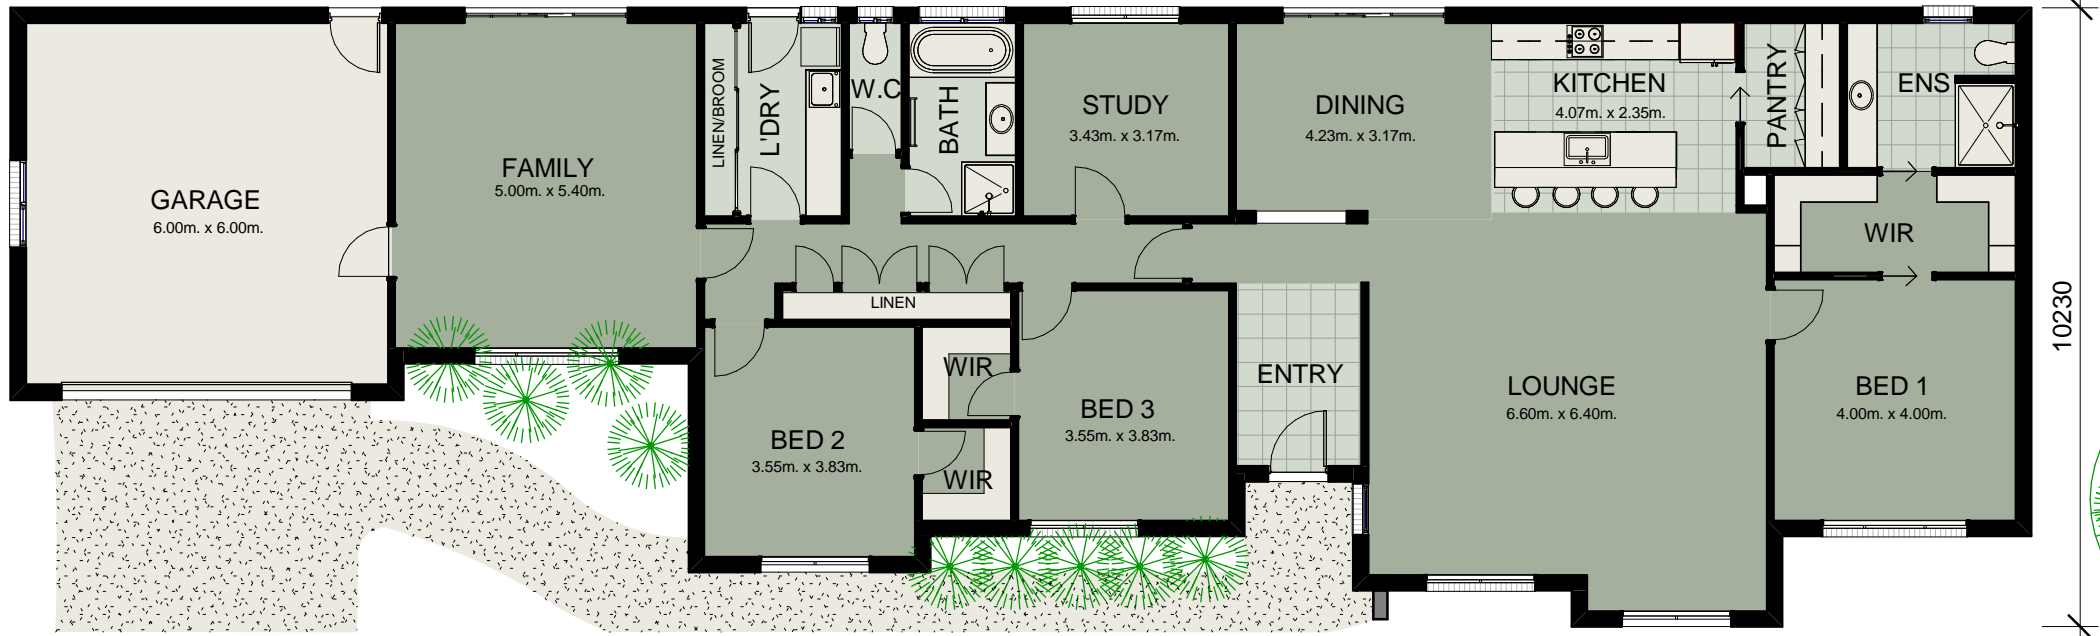 GARAGE
6.00m. x 6.00m.
FAMILY
5.00m. x 5.40m.
LINEN/BROOM
L'DRY
W.C
BATH
STUDY
3.43m. x 3.17m.
DINING
4.23m. x 3.17m.
KITCHEN
4.07m. x 2.35m.
PANTRY
ENS
WIR
LINEN
BED 2
3.55m. x 3.83m.
WIR
WIR
BED 3
3.55m. x 3.83m.
ENTRY
LOUNGE
6.60m. x 6.40m.
BED 1
4.00m. x 4.00m.
10230